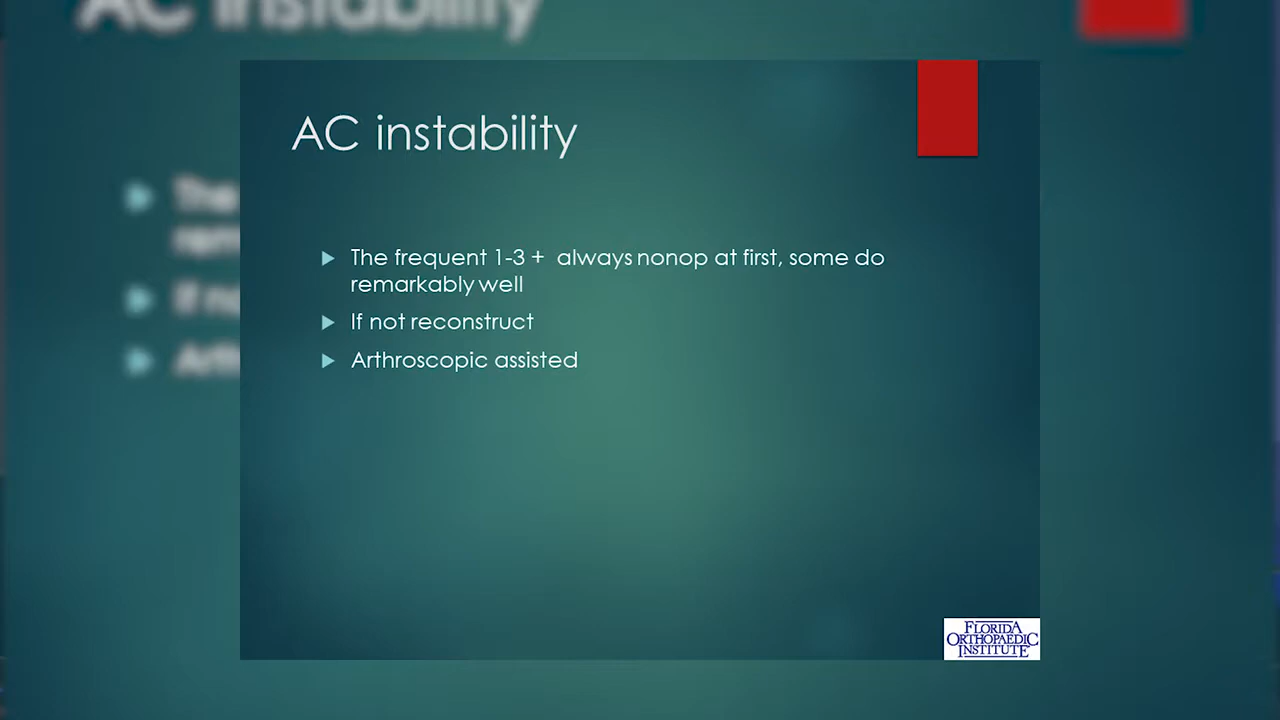 AC instability
The frequent 1-3 + always nonop at first, some do
remarkably well
If not reconstruct
Arthroscopic assisted
FLORIDA
ORTHOPAEDIC
INSTITUTE